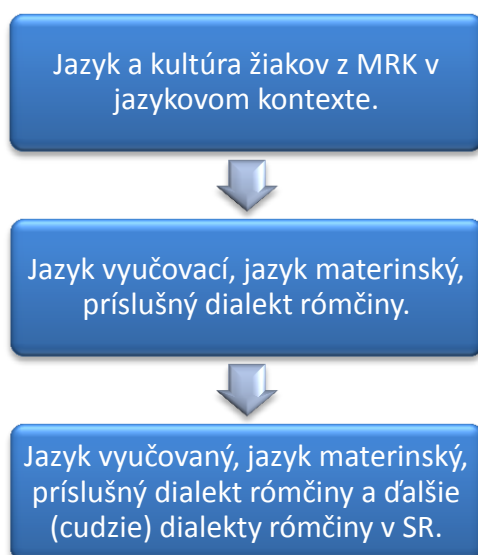 Jazyk a kultúra žiakov z MRK v
jazykovom kontexte.
Jazyk vyučovací, jazyk materinský,
príslušný dialekt rómčiny.
Jazyk vyučovaný, jazyk materinský,
príslušný dialekt rómčiny a ďalšie
(cudzie) dialekty rómčiny v SR.